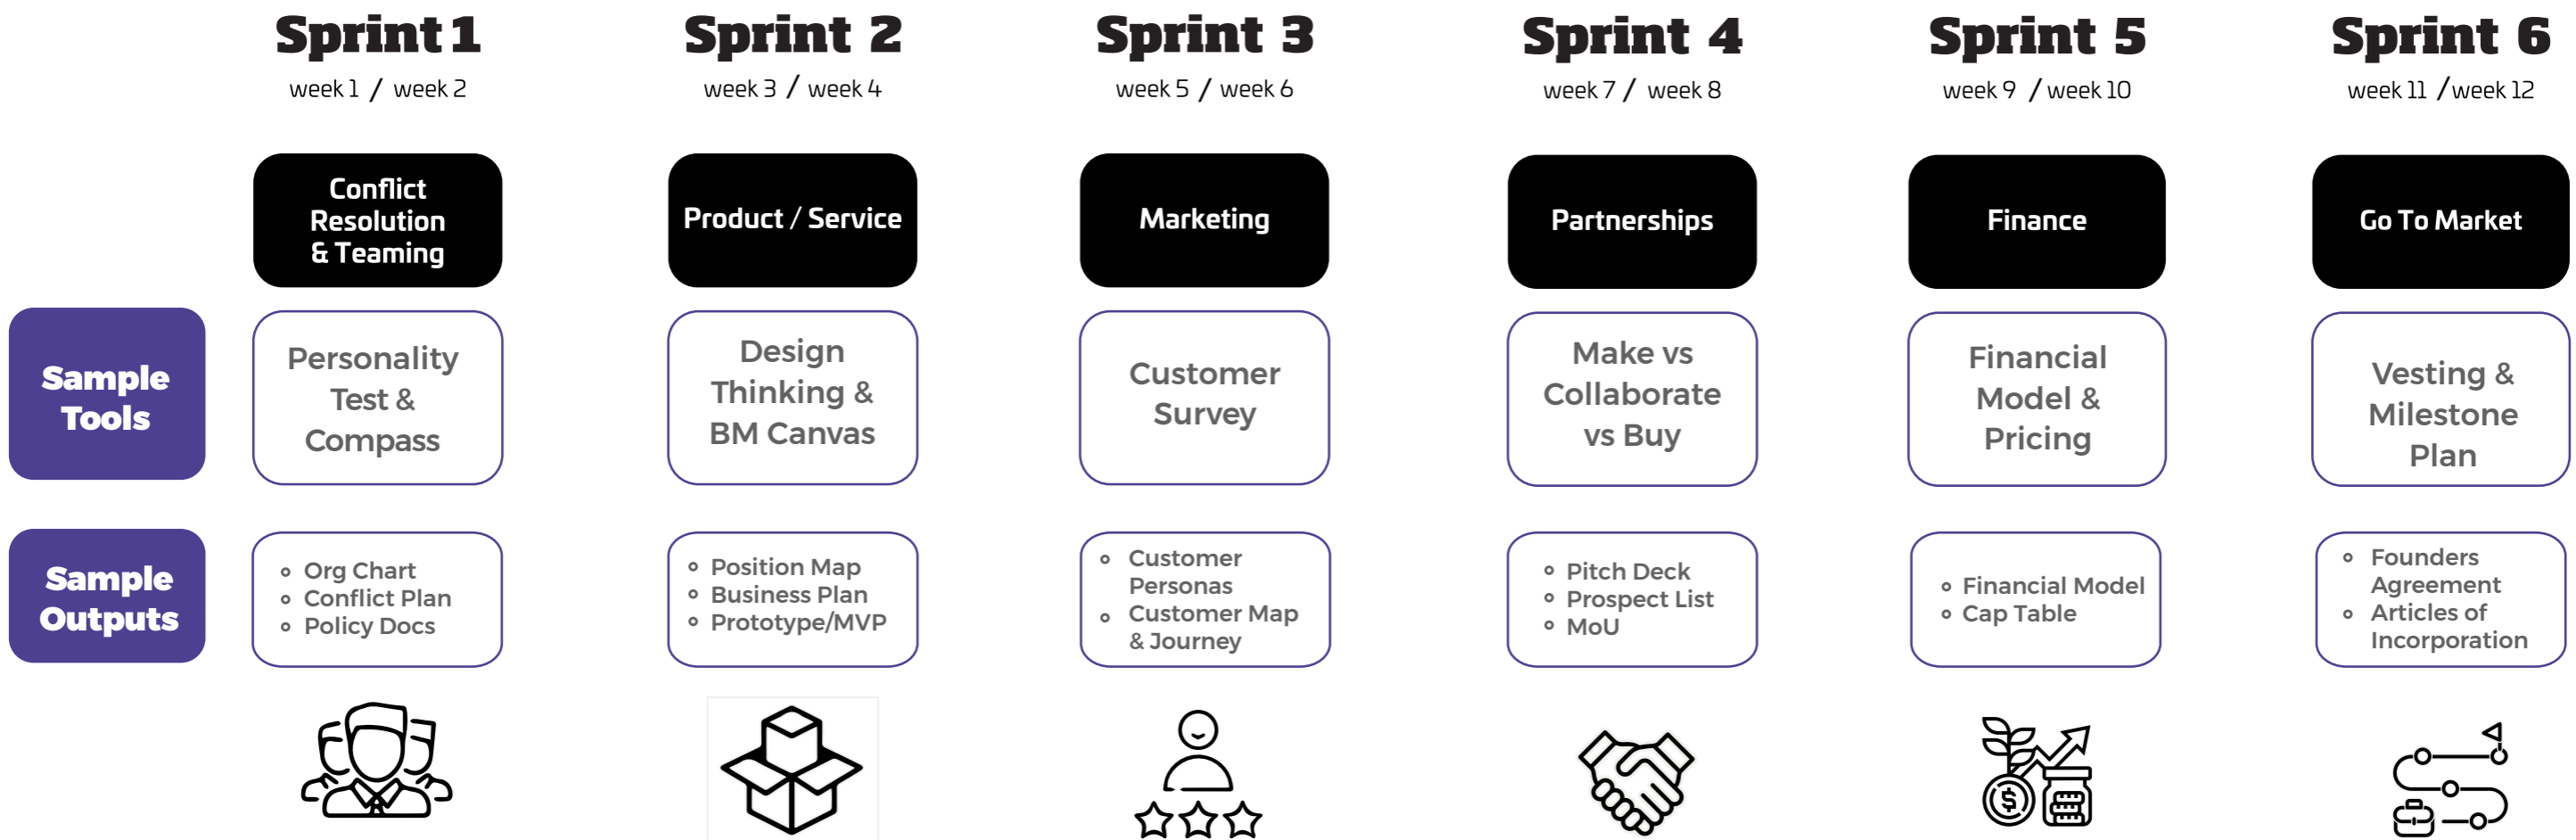 Sprint 1
week 1 / week 2
Sprint 2
week 3 / week 4
Sprint 3
week 5 / week 6
Sprint 4
week 7 / week 8
Sprint 5
week 9 / week 10
Sprint 6
week 11 / week 12
Conflict
Resolution
& Teaming
Product / Service
Marketing
Partnerships
Finance
Go To Market
Sample
Tools
Personality
Test &
Compass
Design
Thinking &
BM Canvas
Customer
Survey
Make vs
Collaborate
vs Buy
Financial
Model &
Pricing
Vesting &
Milestone
Plan
Sample
Outputs
Org Chart
Conflict Plan
Policy Docs
Position Map
Business Plan
Prototype/MVP
Customer
Personas
Customer Map
& Journey
Pitch Deck
Prospect List
MoU
Financial Model
Cap Table
Founders
Agreement
Articles of
Incorporation
$